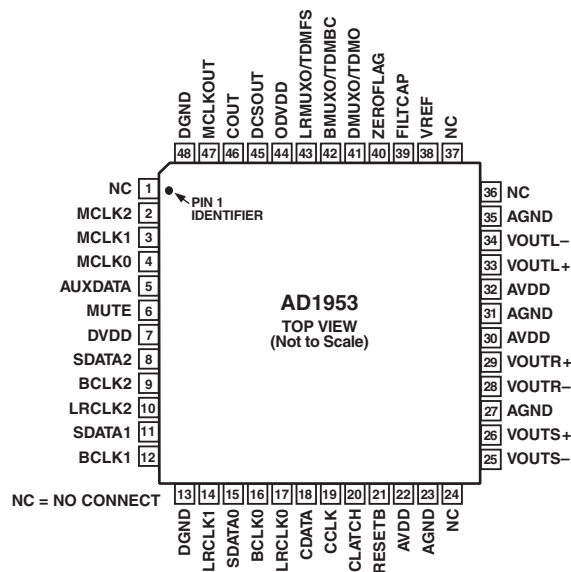 DGND
MCLKOUT
COUT
DCSOUT
ODVDD
LRMUXO/TDMFS
BMUXO/TDMBC
DMUXO/TDMO
ZEROFLAG
FILTCAP
VREF
NC
48 47 46 45 44 43 42 41 40 39 38 37
NC 1
MCLK2 2
MCLK1 3
MCLK0 4
AUXDATA 5
MUTE 6
DVDD 7
SDATA2 8
BCLK2 9
LRCLK2 10
SDATA1 11
BCLK1 12
PIN 1
IDENTIFIER
AD1953
TOP VIEW
(Not to Scale)
36 NC
35 AGND
34 VOUTL–
33 VOUTL+
32 AVDD
31 AGND
30 AVDD
29 VOUTR+
28 VOUTR–
27 AGND
26 VOUTS+
25 VOUTS–
NC = NO CONNECT
13 14 15 16 17 18 19 20 21 22 23 24
DGND
LRCLK1
SDATA0
BCLK0
LRCLK0
CDATA
CCLK
CLATCH
RESETB
AVDD
AGND
NC